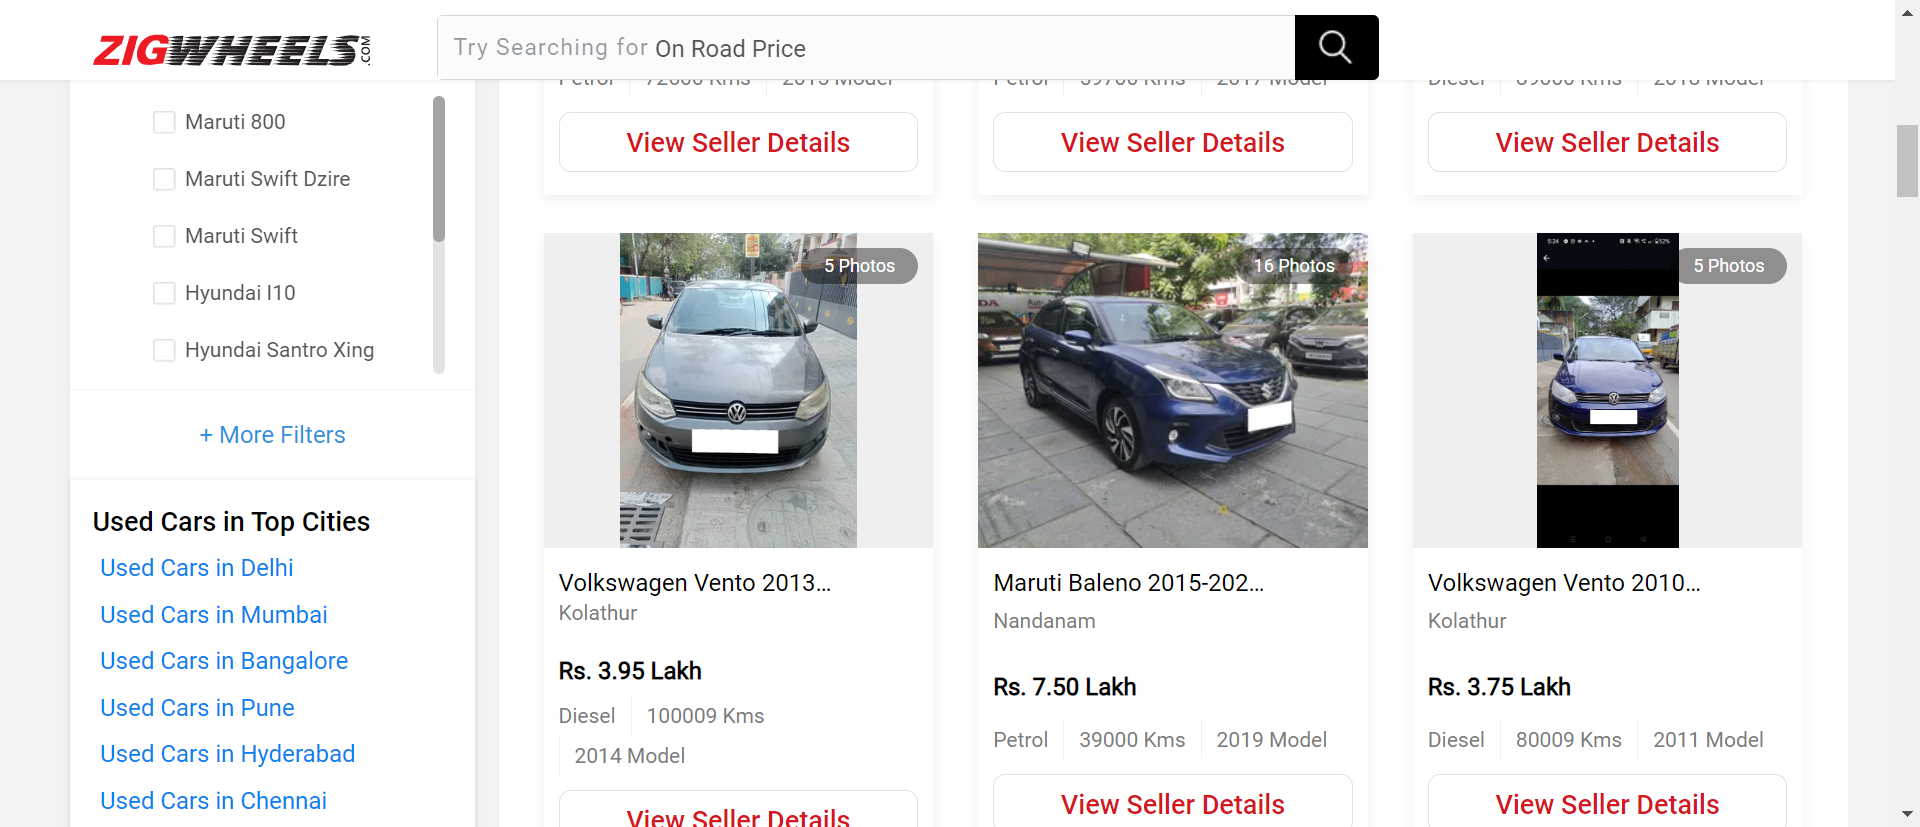 ZIGWHEELS.COM
Try Searching for On Road Price
Maruti 800
Maruti Swift Dzire
Maruti Swift
Hyundai I10
Hyundai Santro Xing
+ More Filters
Used Cars in Top Cities
Used Cars in Delhi
Used Cars in Mumbai
Used Cars in Bangalore
Used Cars in Pune
Used Cars in Hyderabad
Used Cars in Chennai
View Seller Details
View Seller Details
View Seller Details
5 Photos
Volkswagen Vento 2013...
Kolathur
Rs. 3.95 Lakh
Diesel 100009 Kms
2014 Model
View Seller Details
16 Photos
Maruti Baleno 2015-202...
Nandanam
Rs. 7.50 Lakh
Petrol 39000 Kms 2019 Model
View Seller Details
5 Photos
5:24
52%
Volkswagen Vento 2010...
Kolathur
Rs. 3.75 Lakh
Diesel 80009 Kms 2011 Model
View Seller Details